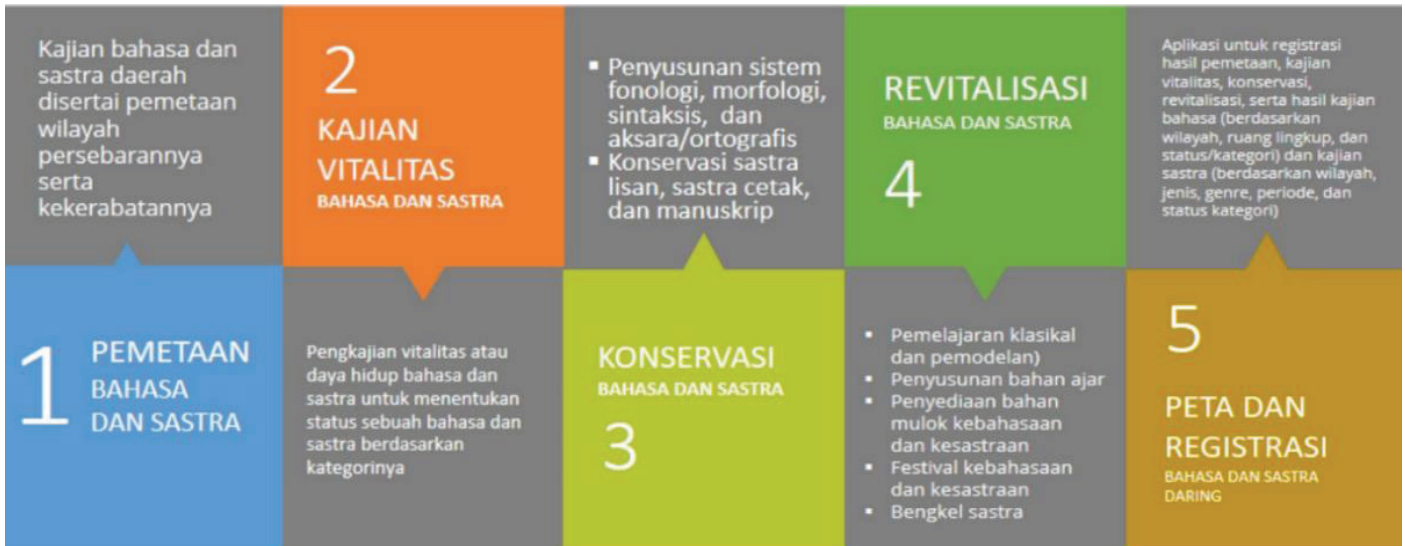 Kajian bahasa dan
sastra daerah
disertai pemetaan
wilayah
persebarannya
serta
kekerabatannya
1
PEMETAAN
BAHASA
DAN SASTRA
2
KAJIAN
VITALITAS
BAHASA DAN SASTRA
Pengkajian vitalitas atau
daya hidup bahasa dan
sastra untuk menentukan
status sebuah bahasa dan
sastra berdasarkan
kategorinya
▪ Penyusunan sistem
fonologi, morfologi,
sintaksis, dan
aksara/ortografis
▪ Konservasi sastra
lisan, sastra cetak,
dan manuskrip
KONSERVASI
BAHASA DAN SASTRA
3
REVITALISASI
BAHASA DAN SASTRA
4
▪ Pemelajaran klasikal
dan pemodelan)
▪ Penyusunan bahan ajar
▪ Penyediaan bahan
mulok kebahasaan
dan kesastraan
▪ Festival kebahasaan
dan kesastraan
▪ Bengkel sastra
Aplikasi untuk registrasi
hasil pemetaan, kajian
vitalitas, konservasi,
revitalisasi, serta hasil kajian
bahasa (berdasarkan
wilayah, ruang lingkup, dan
status/kategori) dan kajian
sastra (berdasarkan wilayah,
jenis, genre, periode, dan
status kategori)
5
PETA DAN
REGISTRASI
BAHASA DAN SASTRA
DARING